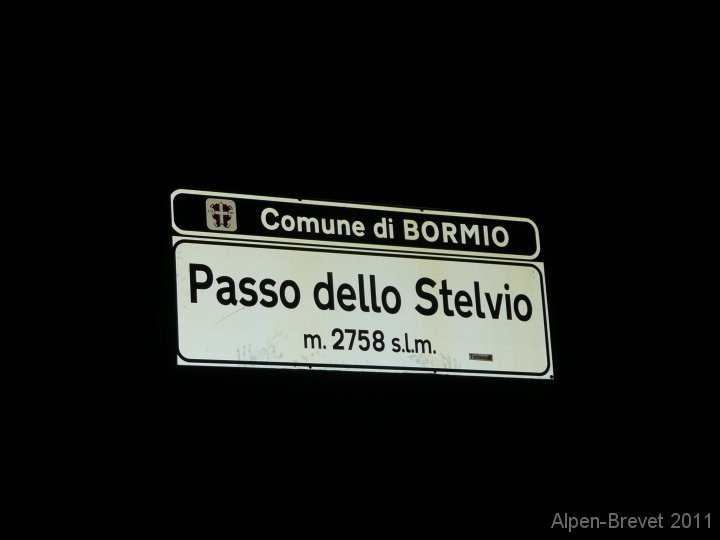 Comune di BORMIO
Passo dello Stelvio
m. 2758 s.l.m.
Alpen-Brevet 2011